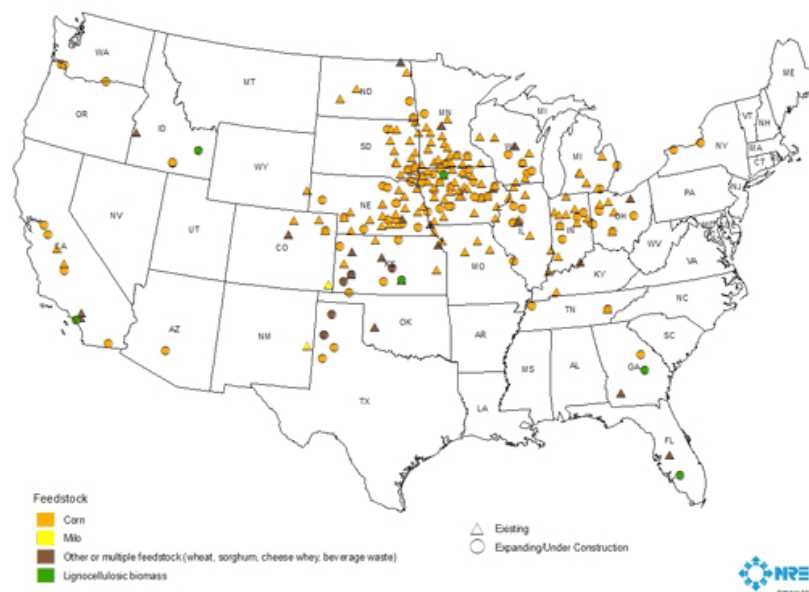 WA
MT
ND
MN
ME
OR
ID
SD
WI
MI
MI
VT
NH
NY
MA
CT
WY
NE
PA
NJ
NV
UT
CO
IL
IN
OH
WV
VA
CA
KS
MO
KY
NC
TN
AZ
NM
OK
AR
SC
MS
AL
GA
TX
LA
FL
Feedstock
Corn
Milo
Other or multiple feedstock (wheat, sorghum, cheese whey, beverage waste)
Lignocellulosic biomass
Existing
Expanding/Under Construction
NRE